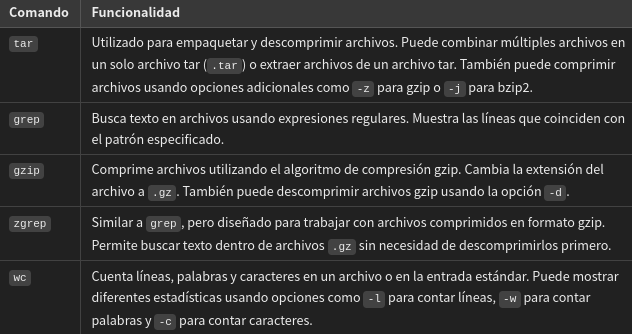 Comando Funcionalidad
tar
Utilizado para empaquetar y descomprimir archivos. Puede combinar múltiples archivos en
un solo archivo tar (.tar) o extraer archivos de un archivo tar. También puede comprimir
archivos usando opciones adicionales como -z para gzip o -j para bzip2.
grep
Busca texto en archivos usando expresiones regulares. Muestra las líneas que coinciden con
el patrón especificado.
gzip
Comprime archivos utilizando el algoritmo de compresión gzip. Cambia la extensión del
archivo a .gz. También puede descomprimir archivos gzip usando la opción -d.
zgrep
Similar a grep, pero diseñado para trabajar con archivos comprimidos en formato gzip.
Permite buscar texto dentro de archivos .gz sin necesidad de descomprimirlos primero.
wc
Cuenta líneas, palabras y caracteres en un archivo o en la entrada estándar. Puede mostrar
diferentes estadísticas usando opciones como -l para contar líneas, -w para contar
palabras y -c para contar caracteres.